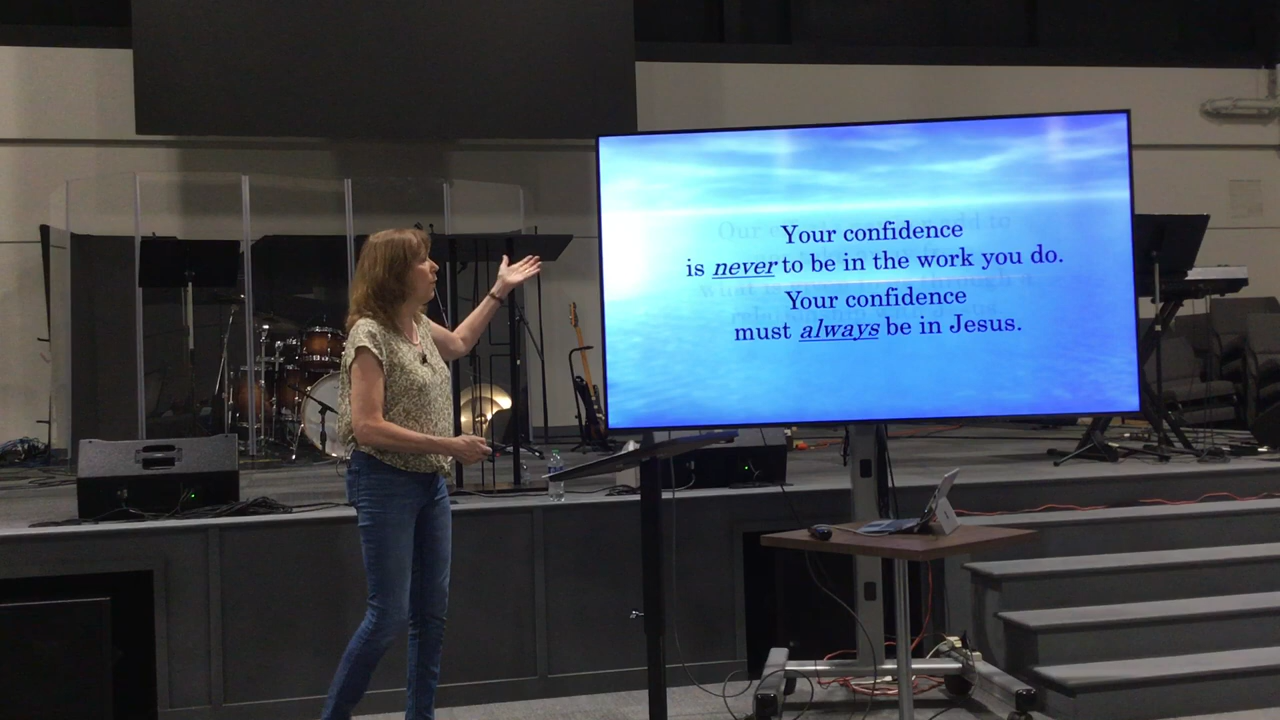 Your confidence
is never to be in the work you do.
Your confidence
must always be in Jesus.